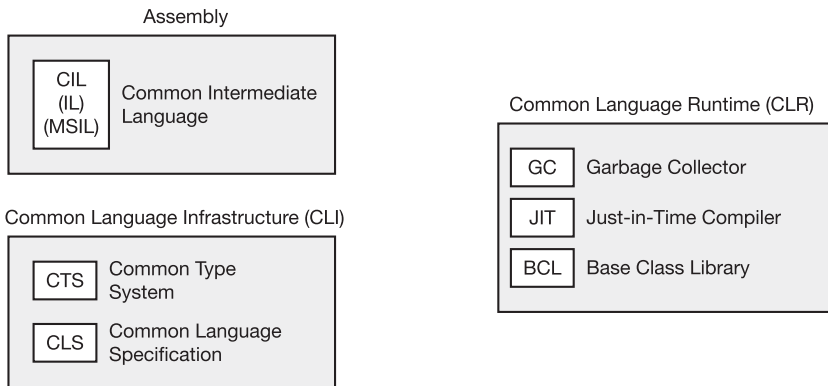 Assembly
CIL
(IL)
(MSIL)
Common Intermediate
Language
Common Language Infrastructure (CLI)
CTS
Common Type
System
CLS
Common Language
Specification
Common Language Runtime (CLR)
GC
Garbage Collector
JIT
Just-in-Time Compiler
BCL
Base Class Library